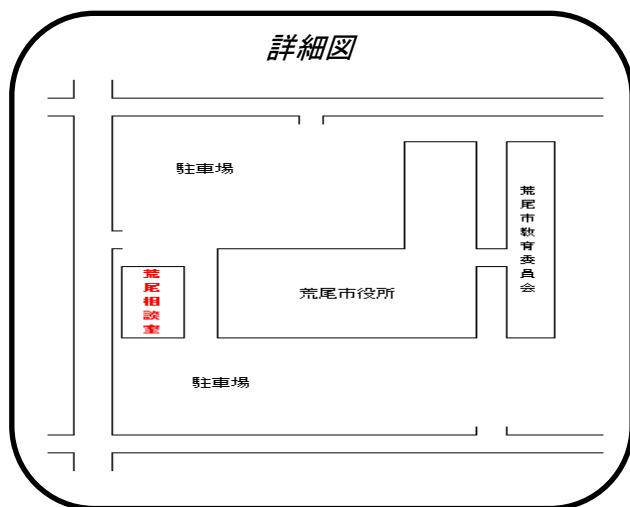 詳細図
駐車場
荒尾市教育委員会
荒尾相談室
荒尾市役所
駐車場